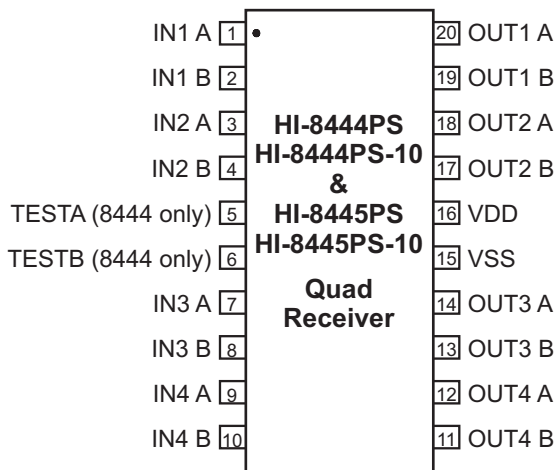 IN1 A 1 20 OUT1 A
IN1 B 2 19 OUT1 B
IN2 A 3 HI-8444PS 18 OUT2 A
HI-8444PS-10
IN2 B 4 & 17 OUT2 B
TESTA (8444 only) 5 HI-8445PS 16 VDD
HI-8445PS-10
TESTB (8444 only) 6 15 VSS
IN3 A 7 Quad 14 OUT3 A
Receiver
IN3 B 8 13 OUT3 B
IN4 A 9 12 OUT4 A
IN4 B 10 11 OUT4 B